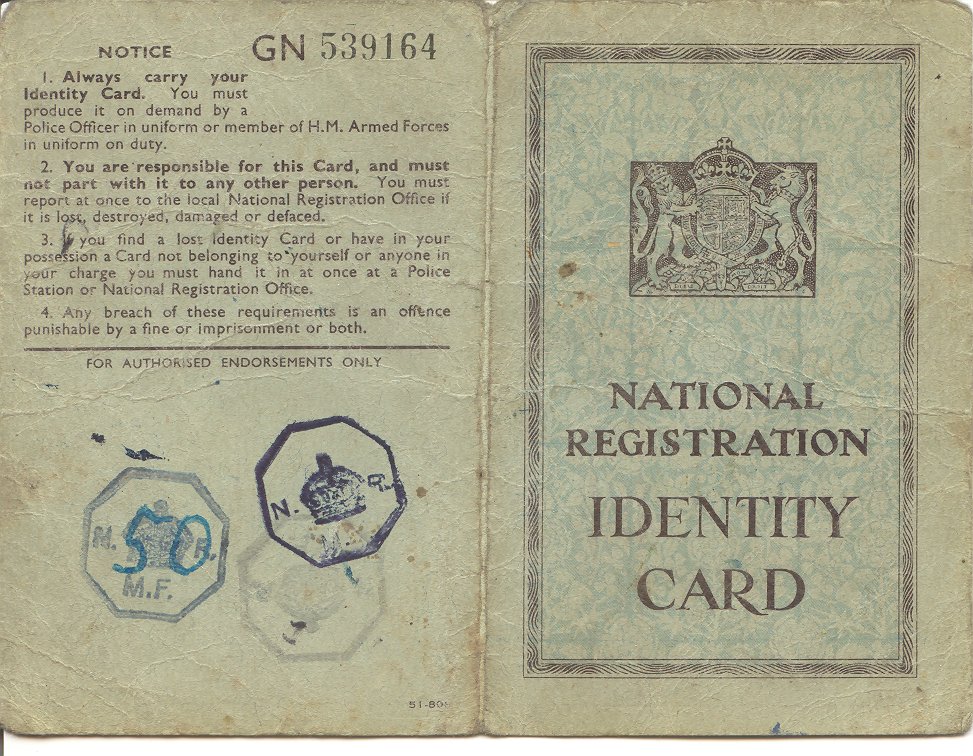 NOTICE
GN 539164
1. Always carry your
Identity Card. You must
produce it on demand by a
Police Officer in uniform or member of H.M. Armed Forces
in uniform on duty.
2. You are responsible for this Card, and must
not part with it to any other person. You must
report at once to the local National Registration Office if
it is lost, destroyed, damaged or defaced.
3. If you find a lost Identity Card or have in your
possession a Card not belonging to yourself or anyone in
your charge you must hand it in at once at a Police
Station or National Registration Office.
4. Any breach of these requirements is an offence
punishable by a fine or imprisonment or both.
FOR AUTHORISED ENDORSEMENTS ONLY
N. R.
N. 50 R.
M.F.
NATIONAL
REGISTRATION
IDENTITY
CARD